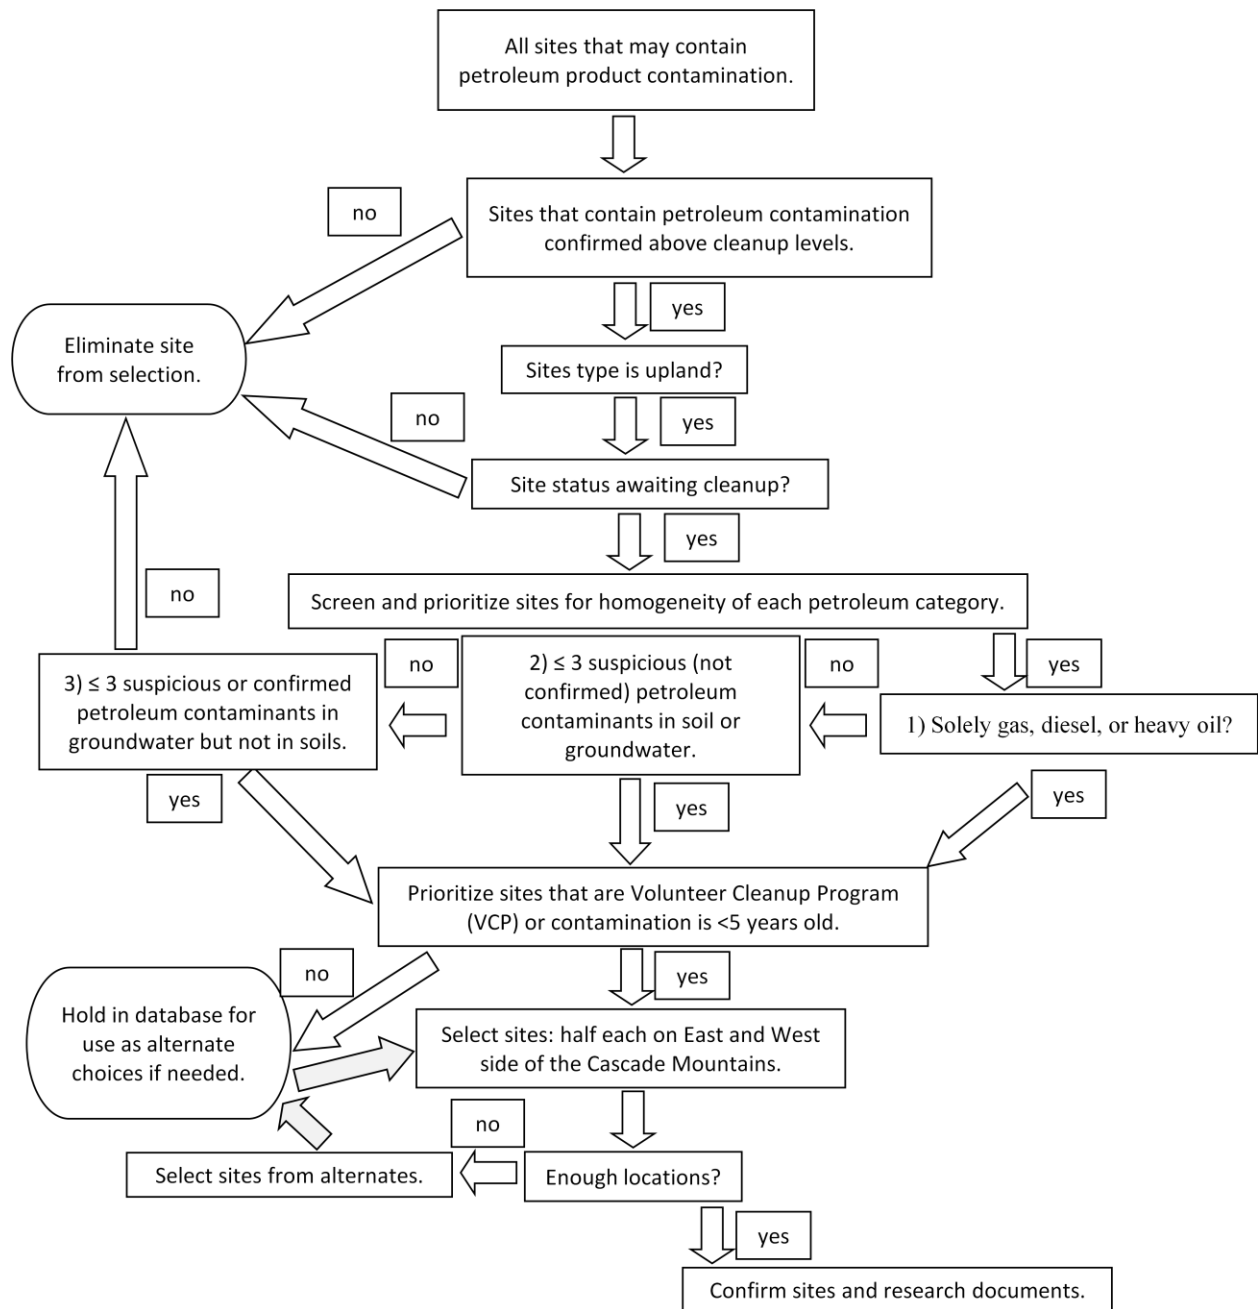 All sites that may contain
petroleum product contamination.
no
Sites that contain petroleum contamination
confirmed above cleanup levels.
yes
Eliminate site
from selection.
Sites type is upland?
no
yes
Site status awaiting cleanup?
yes
no
Screen and prioritize sites for homogeneity of each petroleum category.
yes
1) Solely gas, diesel, or heavy oil?
no
2) ≤ 3 suspicious (not
confirmed) petroleum
contaminants in soil or
groundwater.
no
3) ≤ 3 suspicious or confirmed
petroleum contaminants in
groundwater but not in soils.
yes
yes
yes
Prioritize sites that are Volunteer Cleanup Program
(VCP) or contamination is <5 years old.
no
yes
Hold in database for
use as alternate
choices if needed.
Select sites: half each on East and West
side of the Cascade Mountains.
no
Select sites from alternates.
Enough locations?
yes
Confirm sites and research documents.